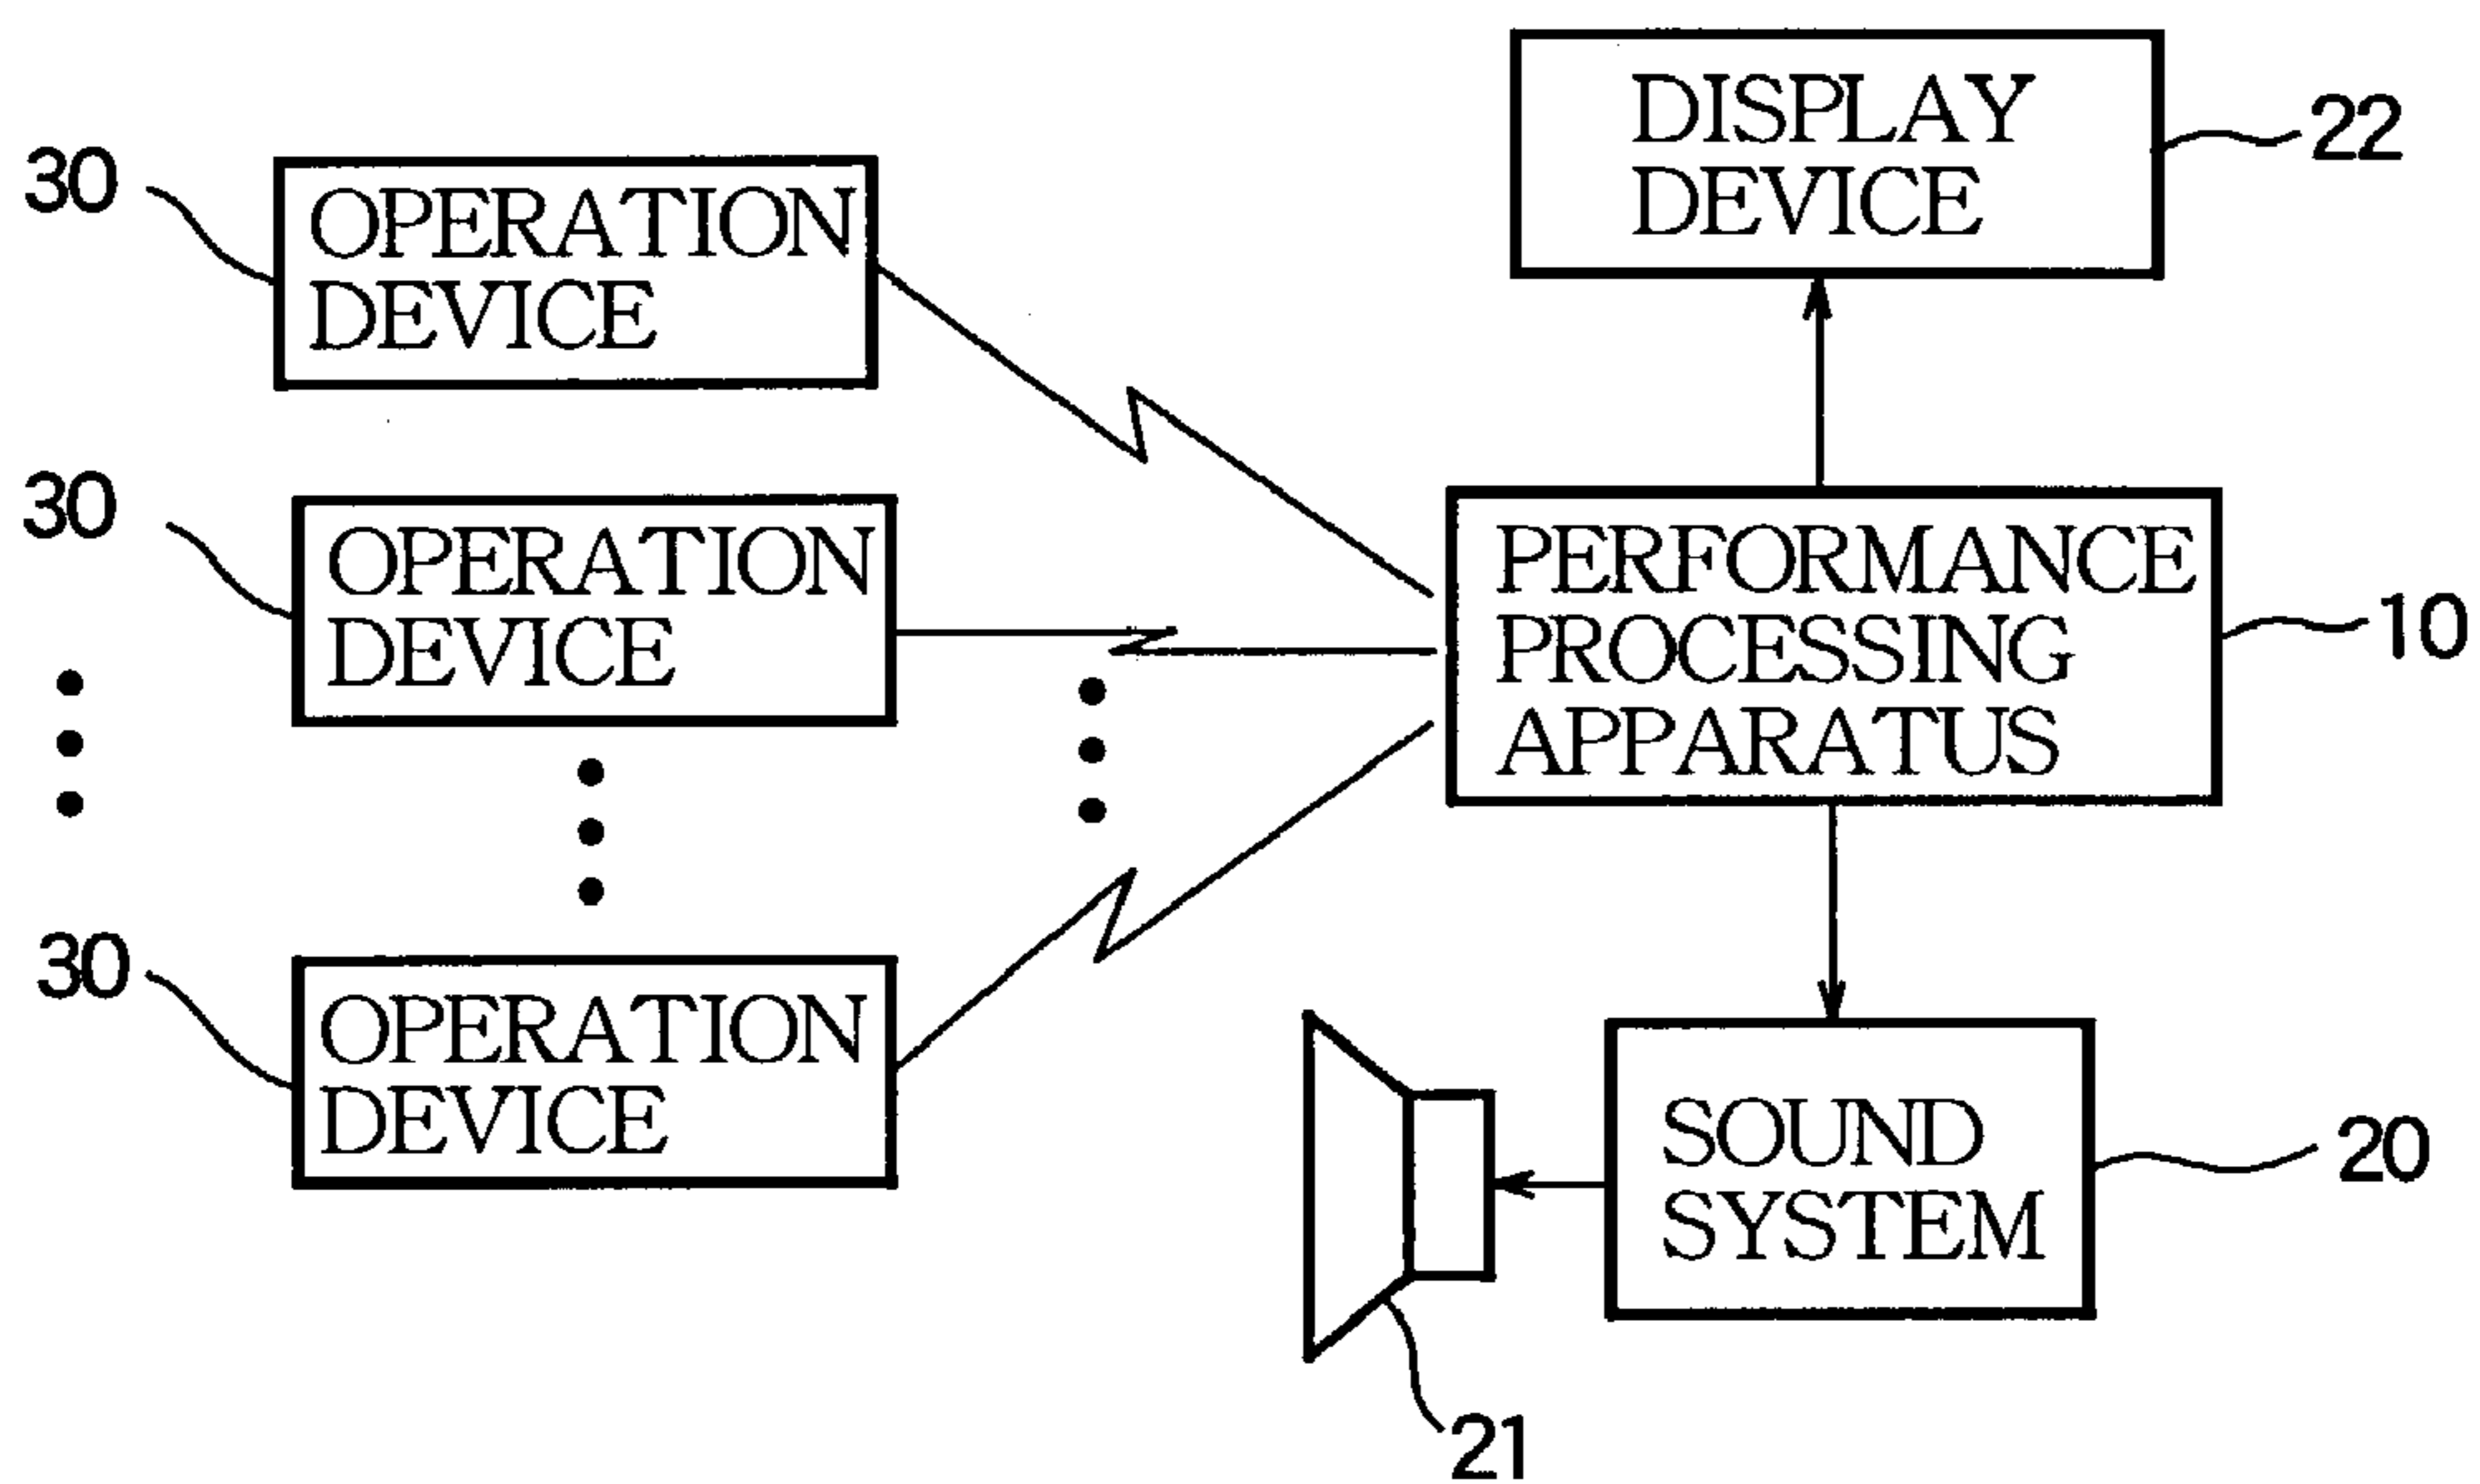 DISPLAY
DEVICE
22
30
OPERATION
DEVICE
30
OPERATION
DEVICE
PERFORMANCE
PROCESSING
APPARATUS
10
30
OPERATION
DEVICE
SOUND
SYSTEM
20
21